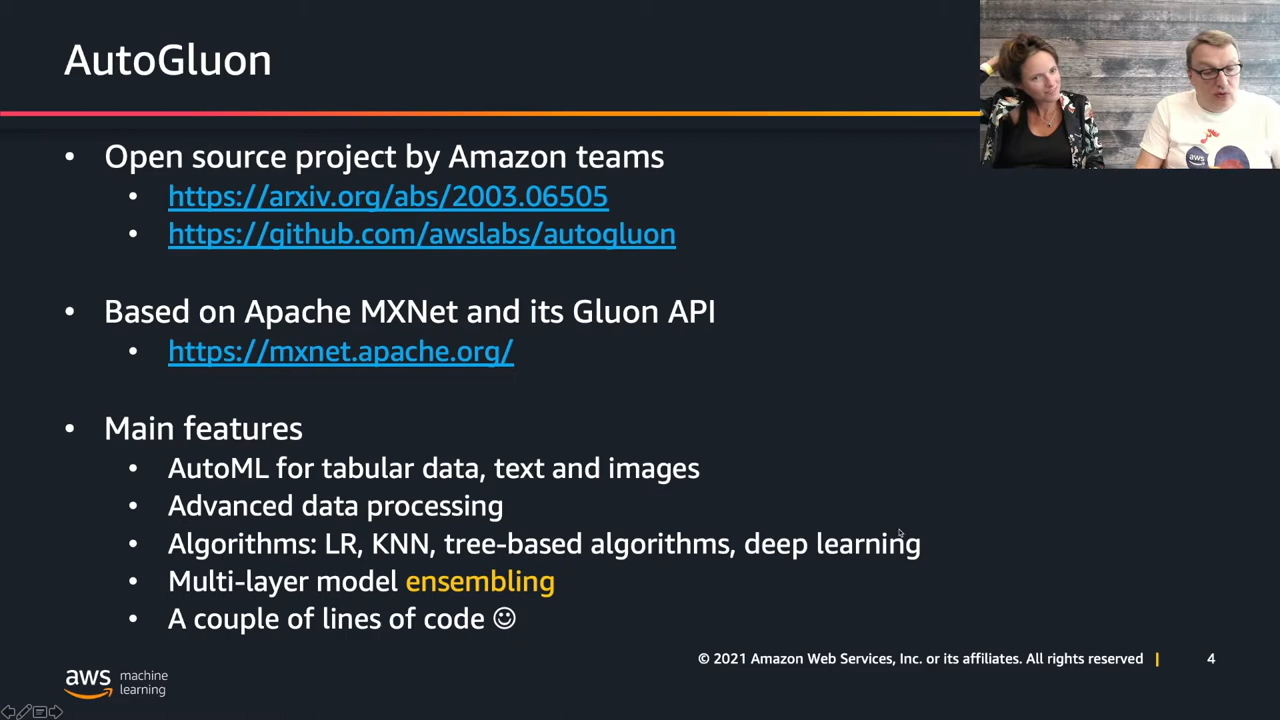 AutoGluon
• Open source project by Amazon teams
• https://arxiv.org/abs/2003.06505
• https://github.com/awslabs/autogluon
• Based on Apache MXNet and its Gluon API
• https://mxnet.apache.org/
• Main features
• AutoML for tabular data, text and images
• Advanced data processing
• Algorithms: LR, KNN, tree-based algorithms, deep learning
• Multi-layer model ensembling
• A couple of lines of code ☺
© 2021 Amazon Web Services, Inc. or its affiliates. All rights reserved | 4
aws machine learning
aws